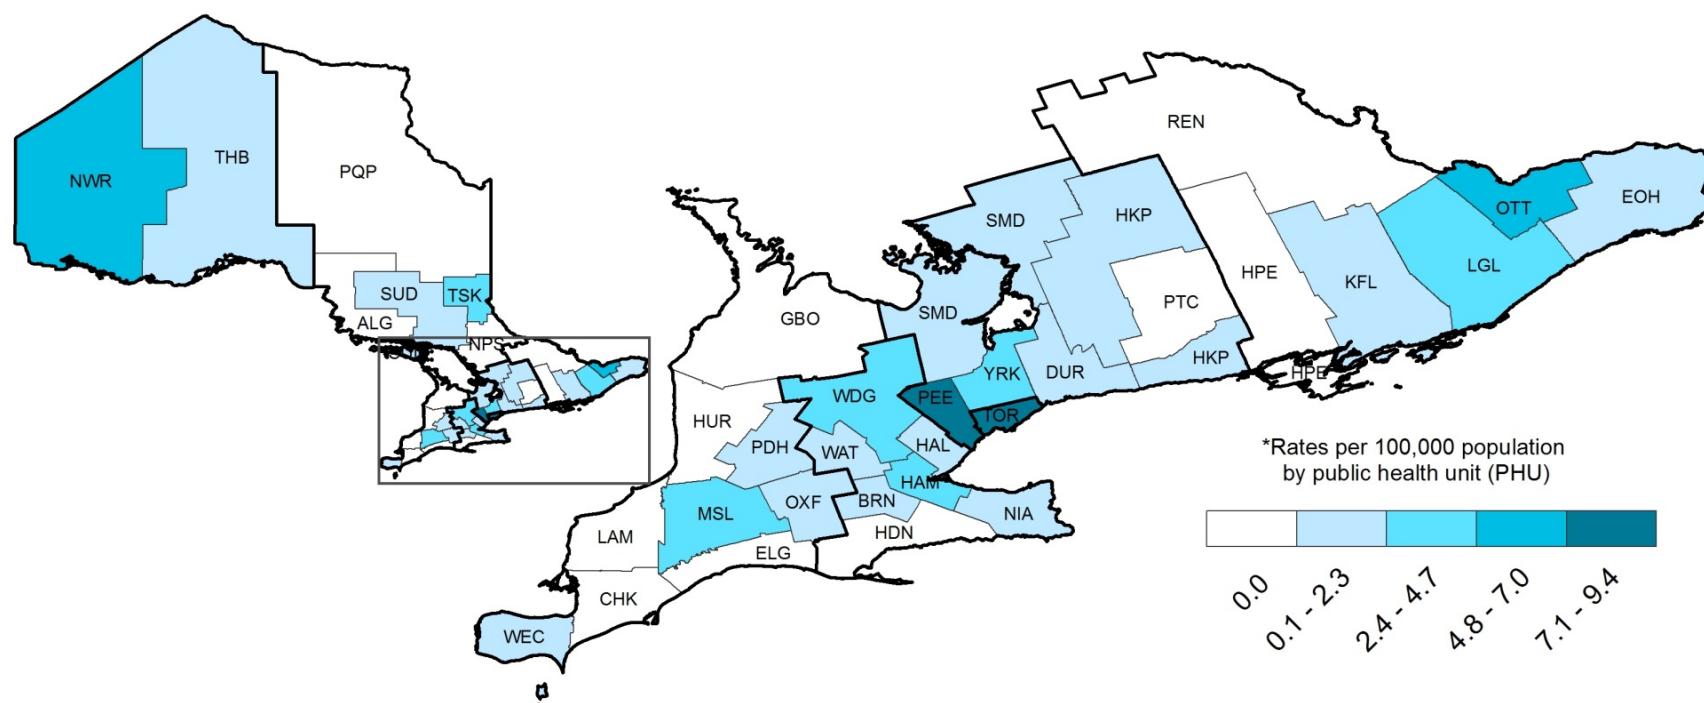 NWR
THB
PQP
SUD
TSK
ALG
NPS
REN
SMD
HKP
OTT
EOH
LGL
HPE
KFL
PTC
GBO
SMD
HKP
HPE
YRK
DUR
WDG
PEE
TOR
HUR
PDH
WAT
HAL
HAM
MSL
OXF
BRN
NIA
LAM
ELG
HDN
CHK
WEC
*Rates per 100,000 population
by public health unit (PHU)
0.0
0.1 - 2.3
2.4 - 4.7
4.8 - 7.0
7.1 - 9.4